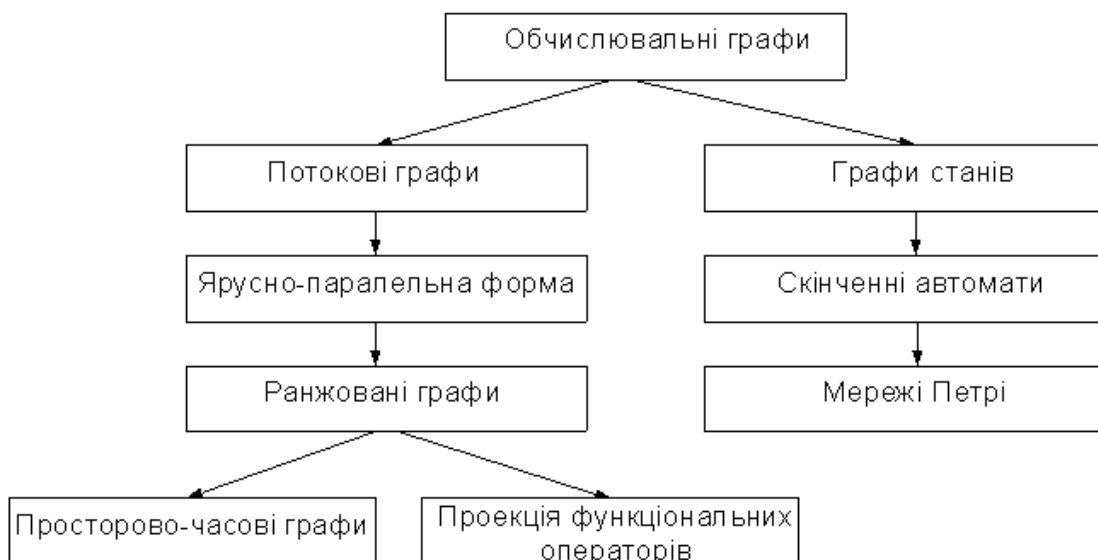 Обчислювальні графи
Потокові графи
Графи станів
Ярусно-паралельна форма
Скінченні автомати
Ранжовані графи
Мережі Петрі
Просторово-часові графи
Проекція функціональних
операторів